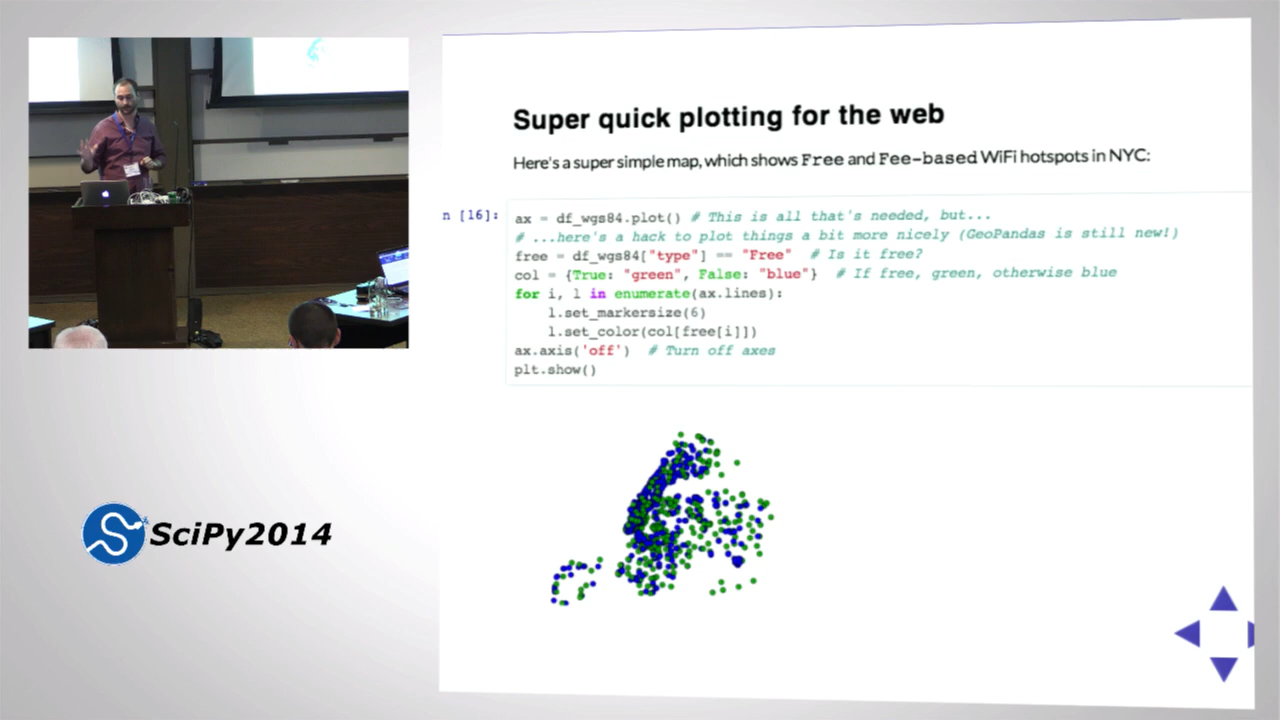 Super quick plotting for the web
Here's a super simple map, which shows Free and Fee-based WiFi hotspots in NYC:
n [16]:
ax = df_wgs84.plot() # This is all that's needed, but...
# ...here's a hack to plot things a bit more nicely (GeoPandas is still new!)
free = df_wgs84["type"] == "Free" # Is it free?
col = {True: "green", False: "blue"} # If free, green, otherwise blue
for i, l in enumerate(ax.lines):
l.set_markersize(6)
l.set_color(col[free[i]])
ax.axis('off') # Turn off axes
plt.show()
SciPy2014